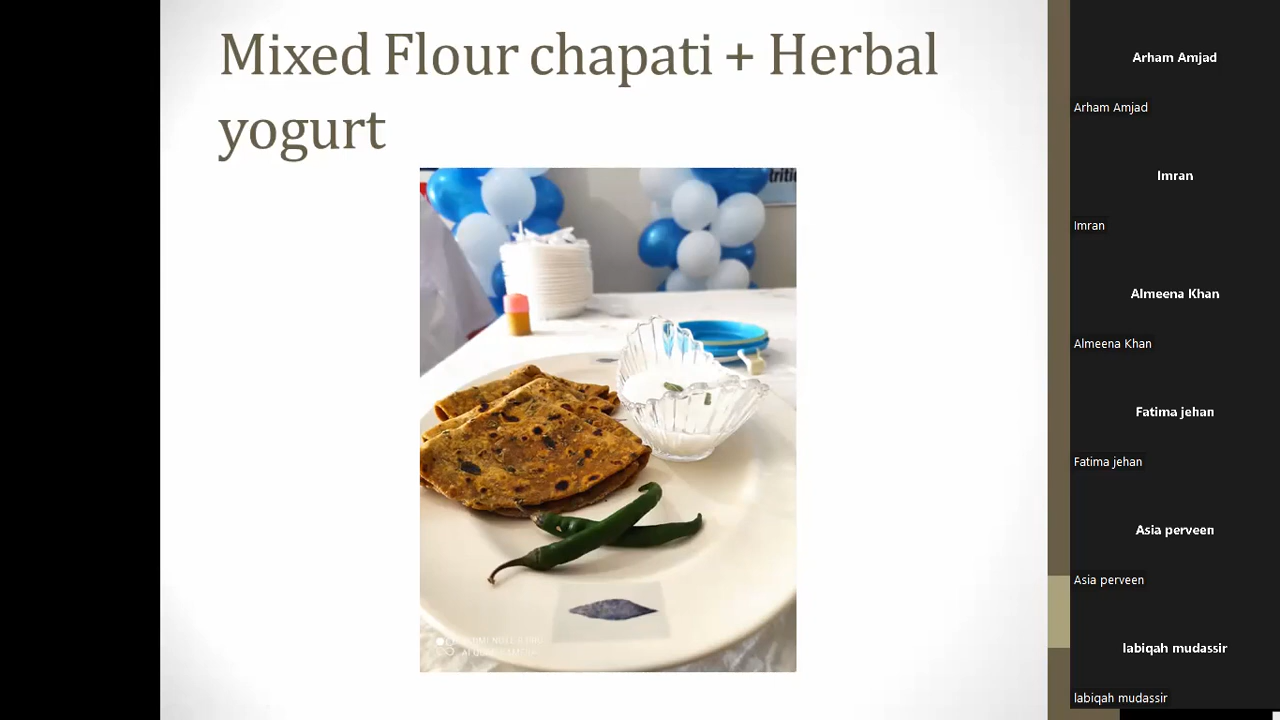 Mixed Flour chapati + Herbal
yogurt
Arham Amjad
Arham Amjad
Imran
Imran
Almeena Khan
Almeena Khan
Fatima jehan
Fatima jehan
Asia perveen
Asia perveen
labiqah mudassir
labiqah mudassir